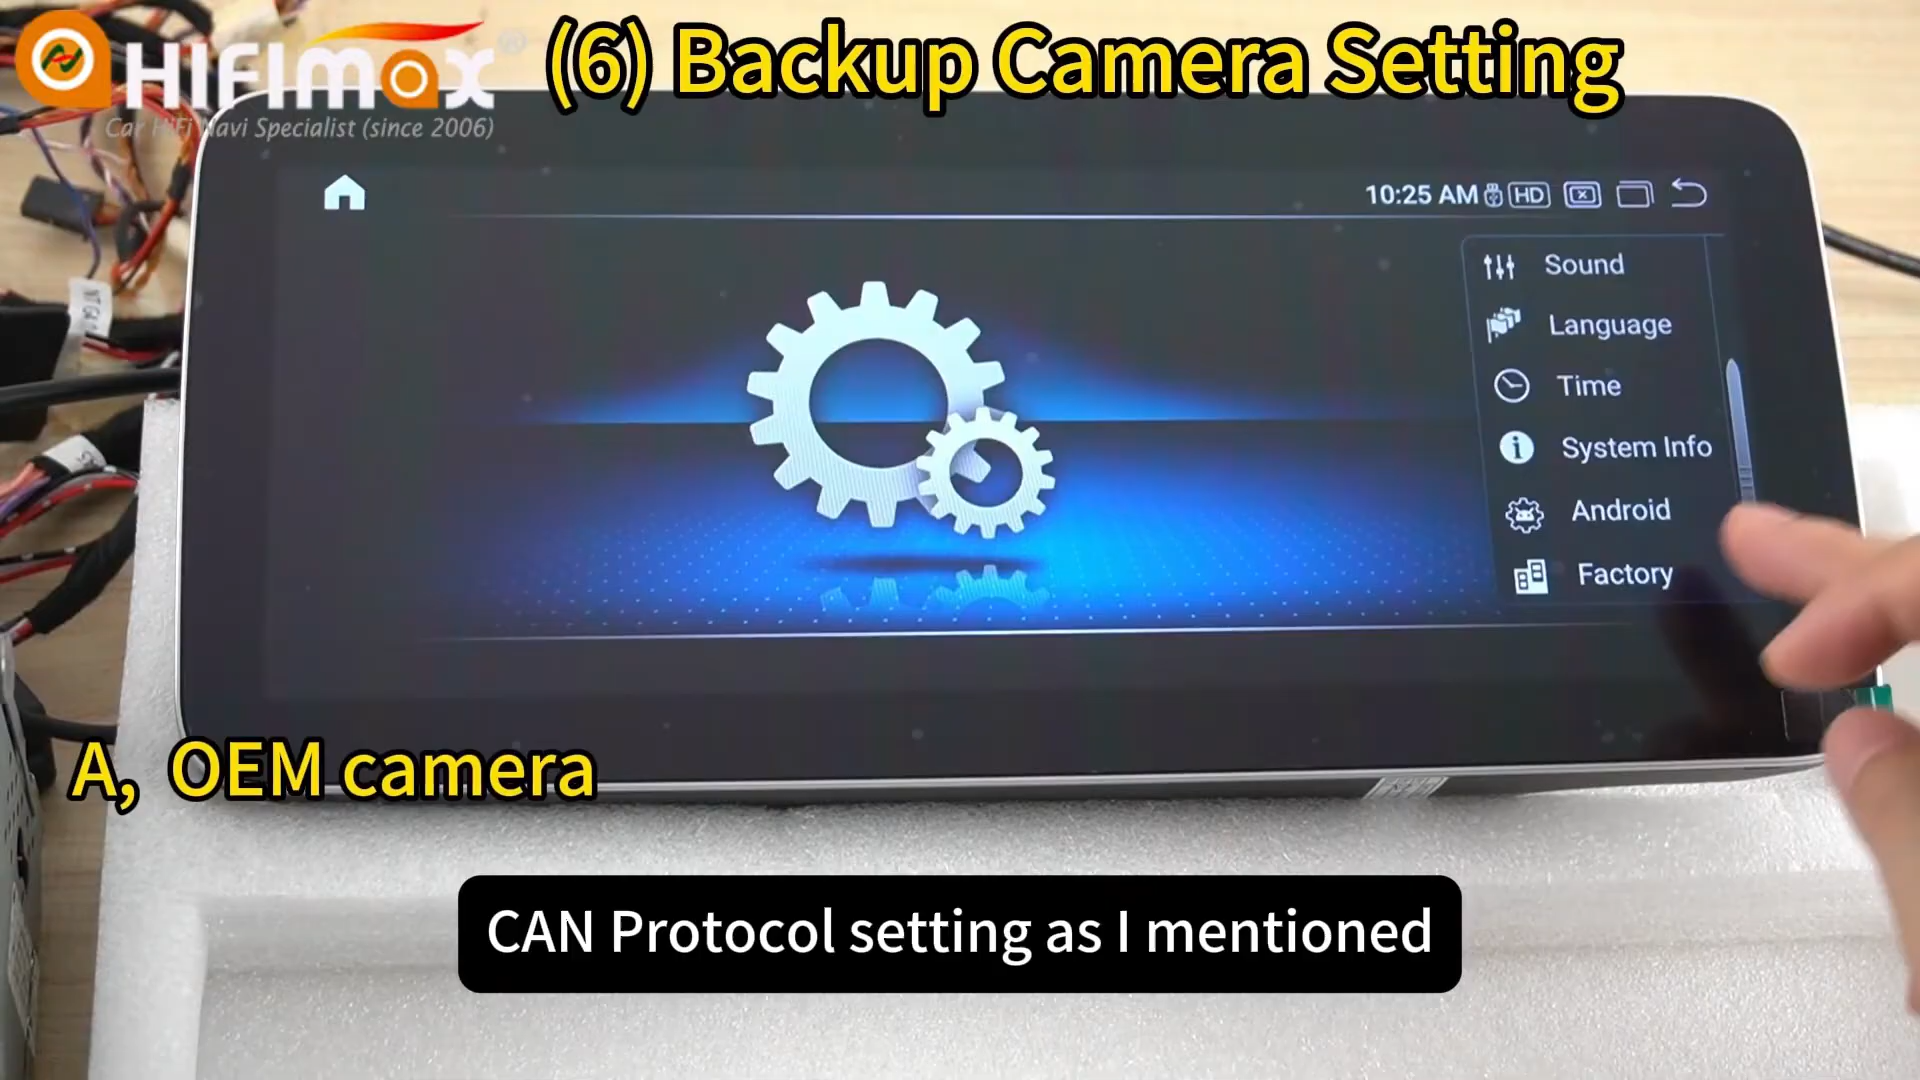 HIFIMAX
Car HiFi Navi Specialist (since 2006)
(6) Backup Camera Setting
10:25 AM HD
Sound
Language
Time
System Info
Android
Factory
A, OEM camera
CAN Protocol setting as I mentioned